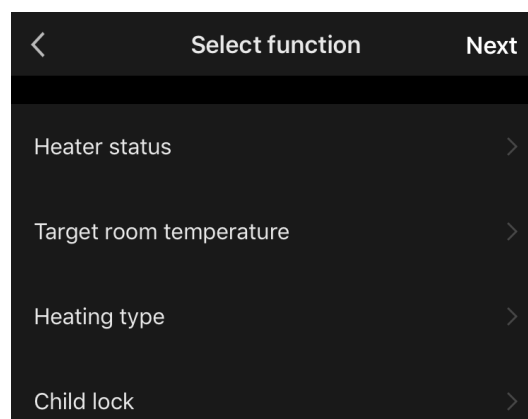 Select function Next
Heater status
Target room temperature
Heating type
Child lock